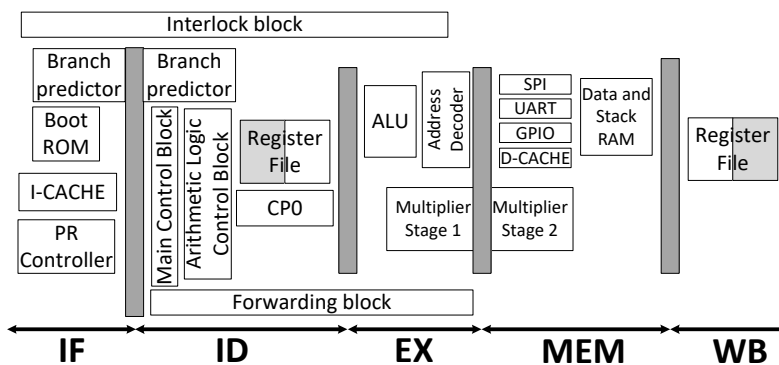 Interlock block
Branch
predictor
Branch
predictor
Boot
ROM
I-CACHE
PR
Controller
Main Control Block
Arithmetic Logic
Control Block
Register
File
CP0
ALU
Address
Decoder
Multiplier
Stage 1
SPI
UART
GPIO
D-CACHE
Data and
Stack
RAM
Multiplier
Stage 2
Register
File
Forwarding block
IF
ID
EX
MEM
WB